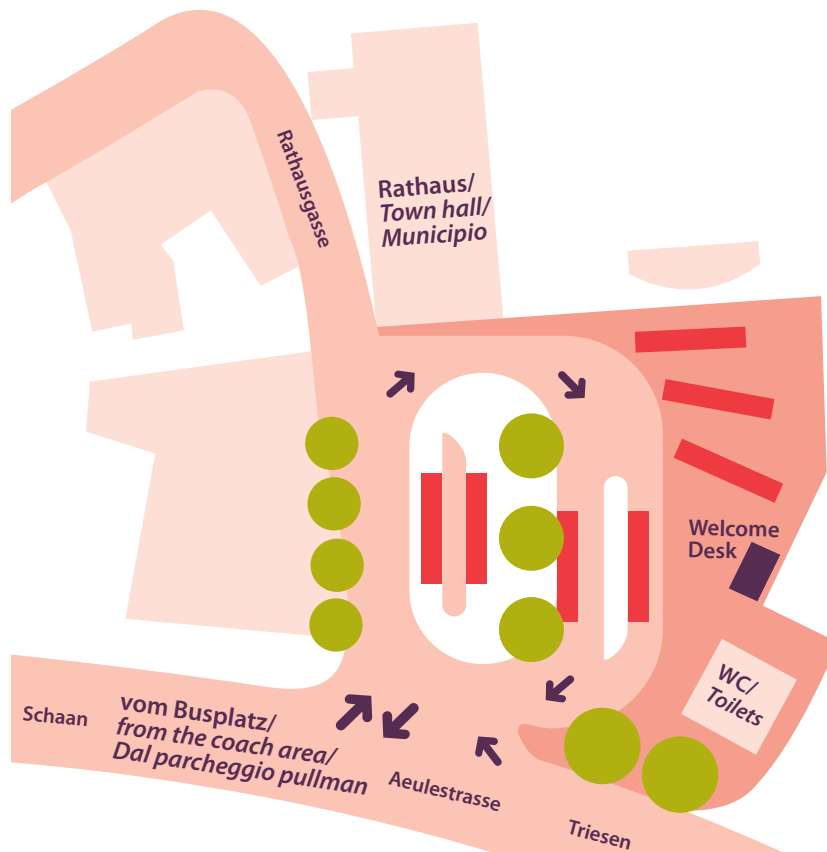 Rathausgasse
Rathaus/
Town hall/
Municipio
Welcome
Desk
WC/
Toilets
Schaan
vom Busplatz/
from the coach area/
Dal parcheggio pullman
Aeulestrasse
Triesen